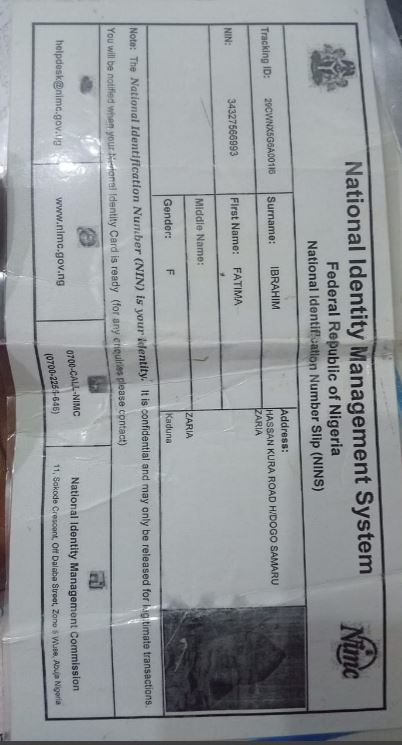 National Identity Management System
Federal Republic of Nigeria
National Identification Number Slip (NINS)
Nimc
Tracking ID: 29CWNX6G6A0016
Surname: IBRAHIM
Address:
HASSAN KURA ROAD H/DOGO SAMARU
ZARIA
NIN: 34327566993
First Name: FATIMA
Middle Name:
ZARIA
Gender: F
Kaduna
Note: The National Identification Number (NIN) is your identity. It is confidential and may only be released for legitimate transactions.
You will be notified when your National Identity Card is ready (for any enquiries please contact)
helpdesk@nimc.gov.ng
www.nimc.gov.ng
0700-CALL-NIMC
(0700-2255-646)
National Identity Management Commission
11, Sokode Crescent, Off Dalaba Street, Zone 5 Wuse, Abuja Nigeria